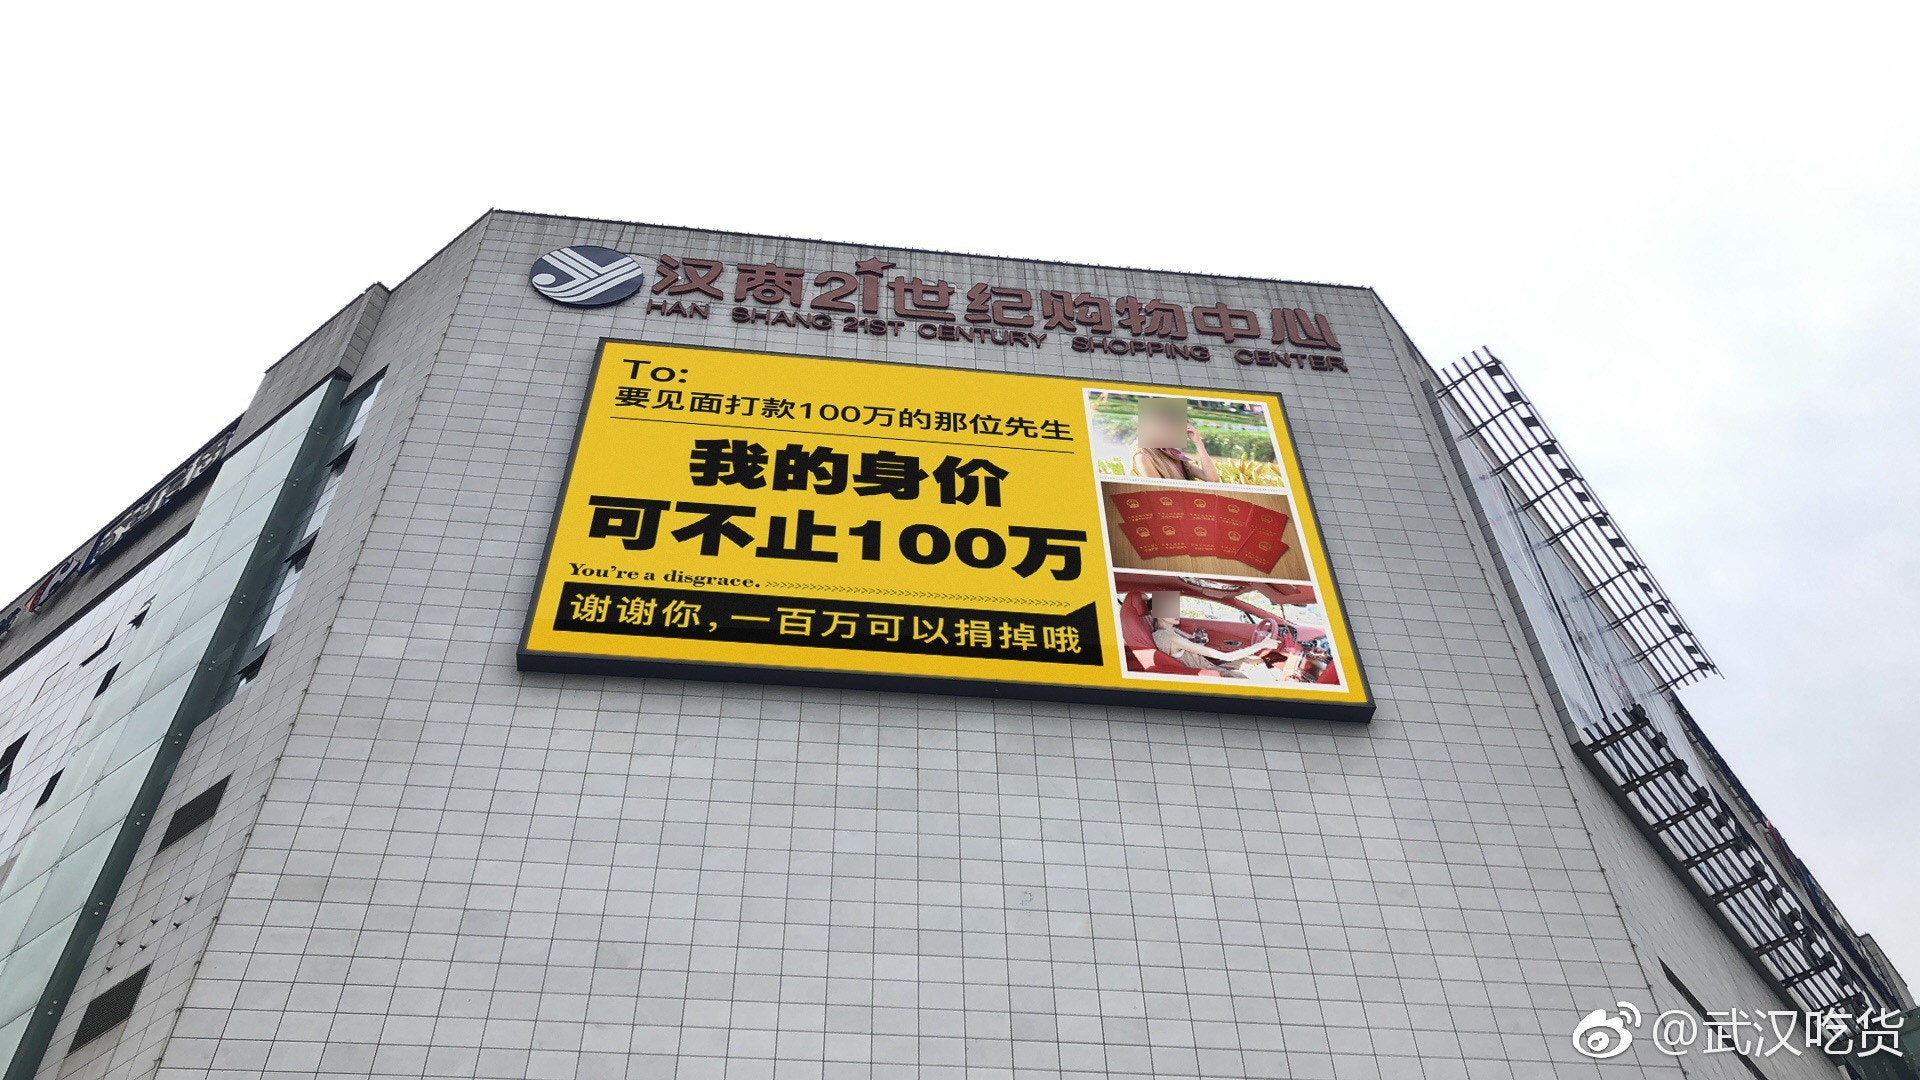 汉商21世纪购物中心
HAN SHANG 21ST CENTURY SHOPPING CENTER
To:
要见面打款100万的那位先生
我的身价
可不止100万
You're a disgrace. >>>>>>>>>>>>>>>>>>>>>>>>>>>>>>>>>>>>>>>>
谢谢你,一百万可以捐掉哦
@武汉吃货